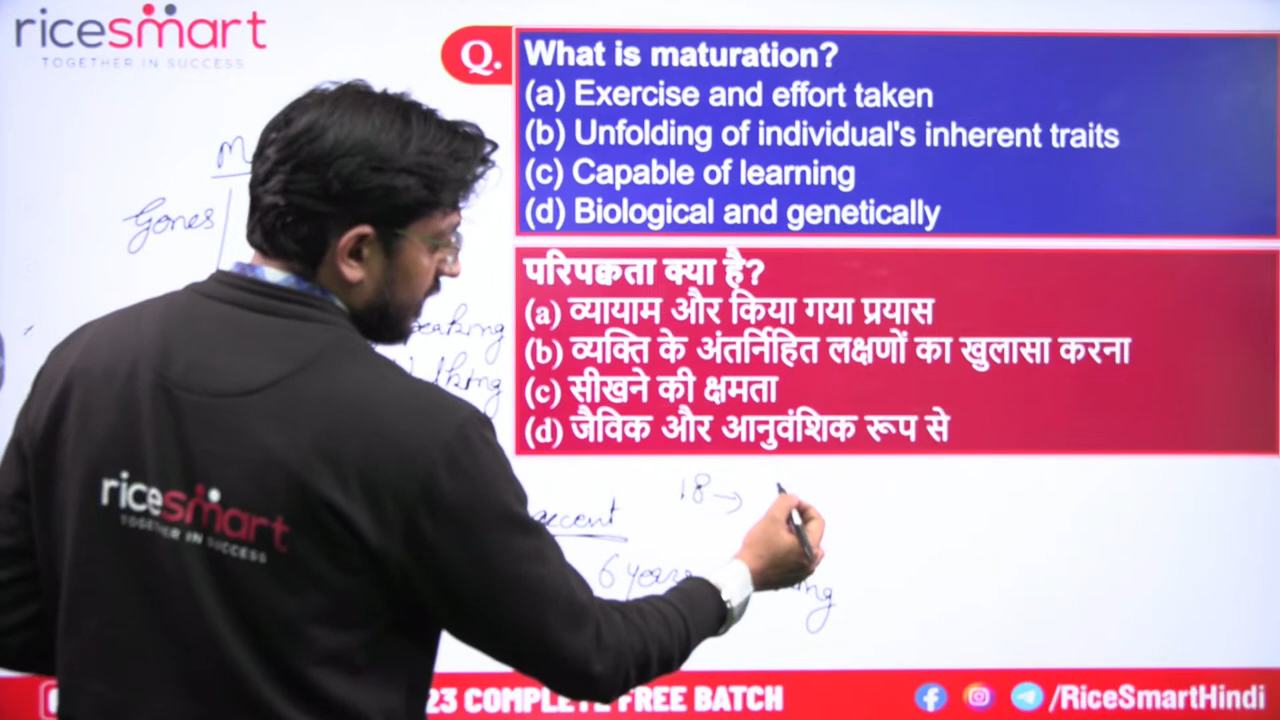 ricesmart
TOGETHER IN SUCCESS
Q.
What is maturation?
(a) Exercise and effort taken
(b) Unfolding of individual's inherent traits
(c) Capable of learning
(d) Biological and genetically
परिपक्वता क्या है?
(a) व्यायाम और किया गया प्रयास
(b) व्यक्ति के अंतर्निहित लक्षणों का खुलासा करना
(c) सीखने की क्षमता
(d) जैविक और आनुवंशिक रूप से
M
Genes
18 →
6 years
ricesmart
TOGETHER IN SUCCESS
23 COMPLETE FREE BATCH
/RiceSmartHindi